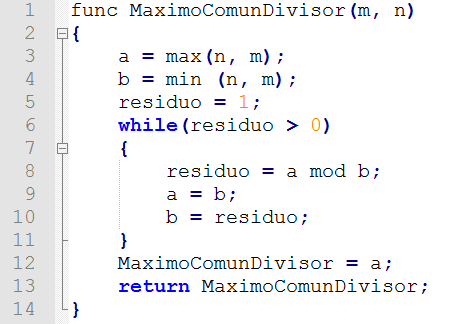 1 func MaximoComunDivisor(m, n)
2 {
3 a = max(n, m);
4 b = min (n, m);
5 residuo = 1;
6 while(residuo > 0)
7 {
8 residuo = a mod b;
9 a = b;
10 b = residuo;
11 }
12 MaximoComunDivisor = a;
13 return MaximoComunDivisor;
14 }